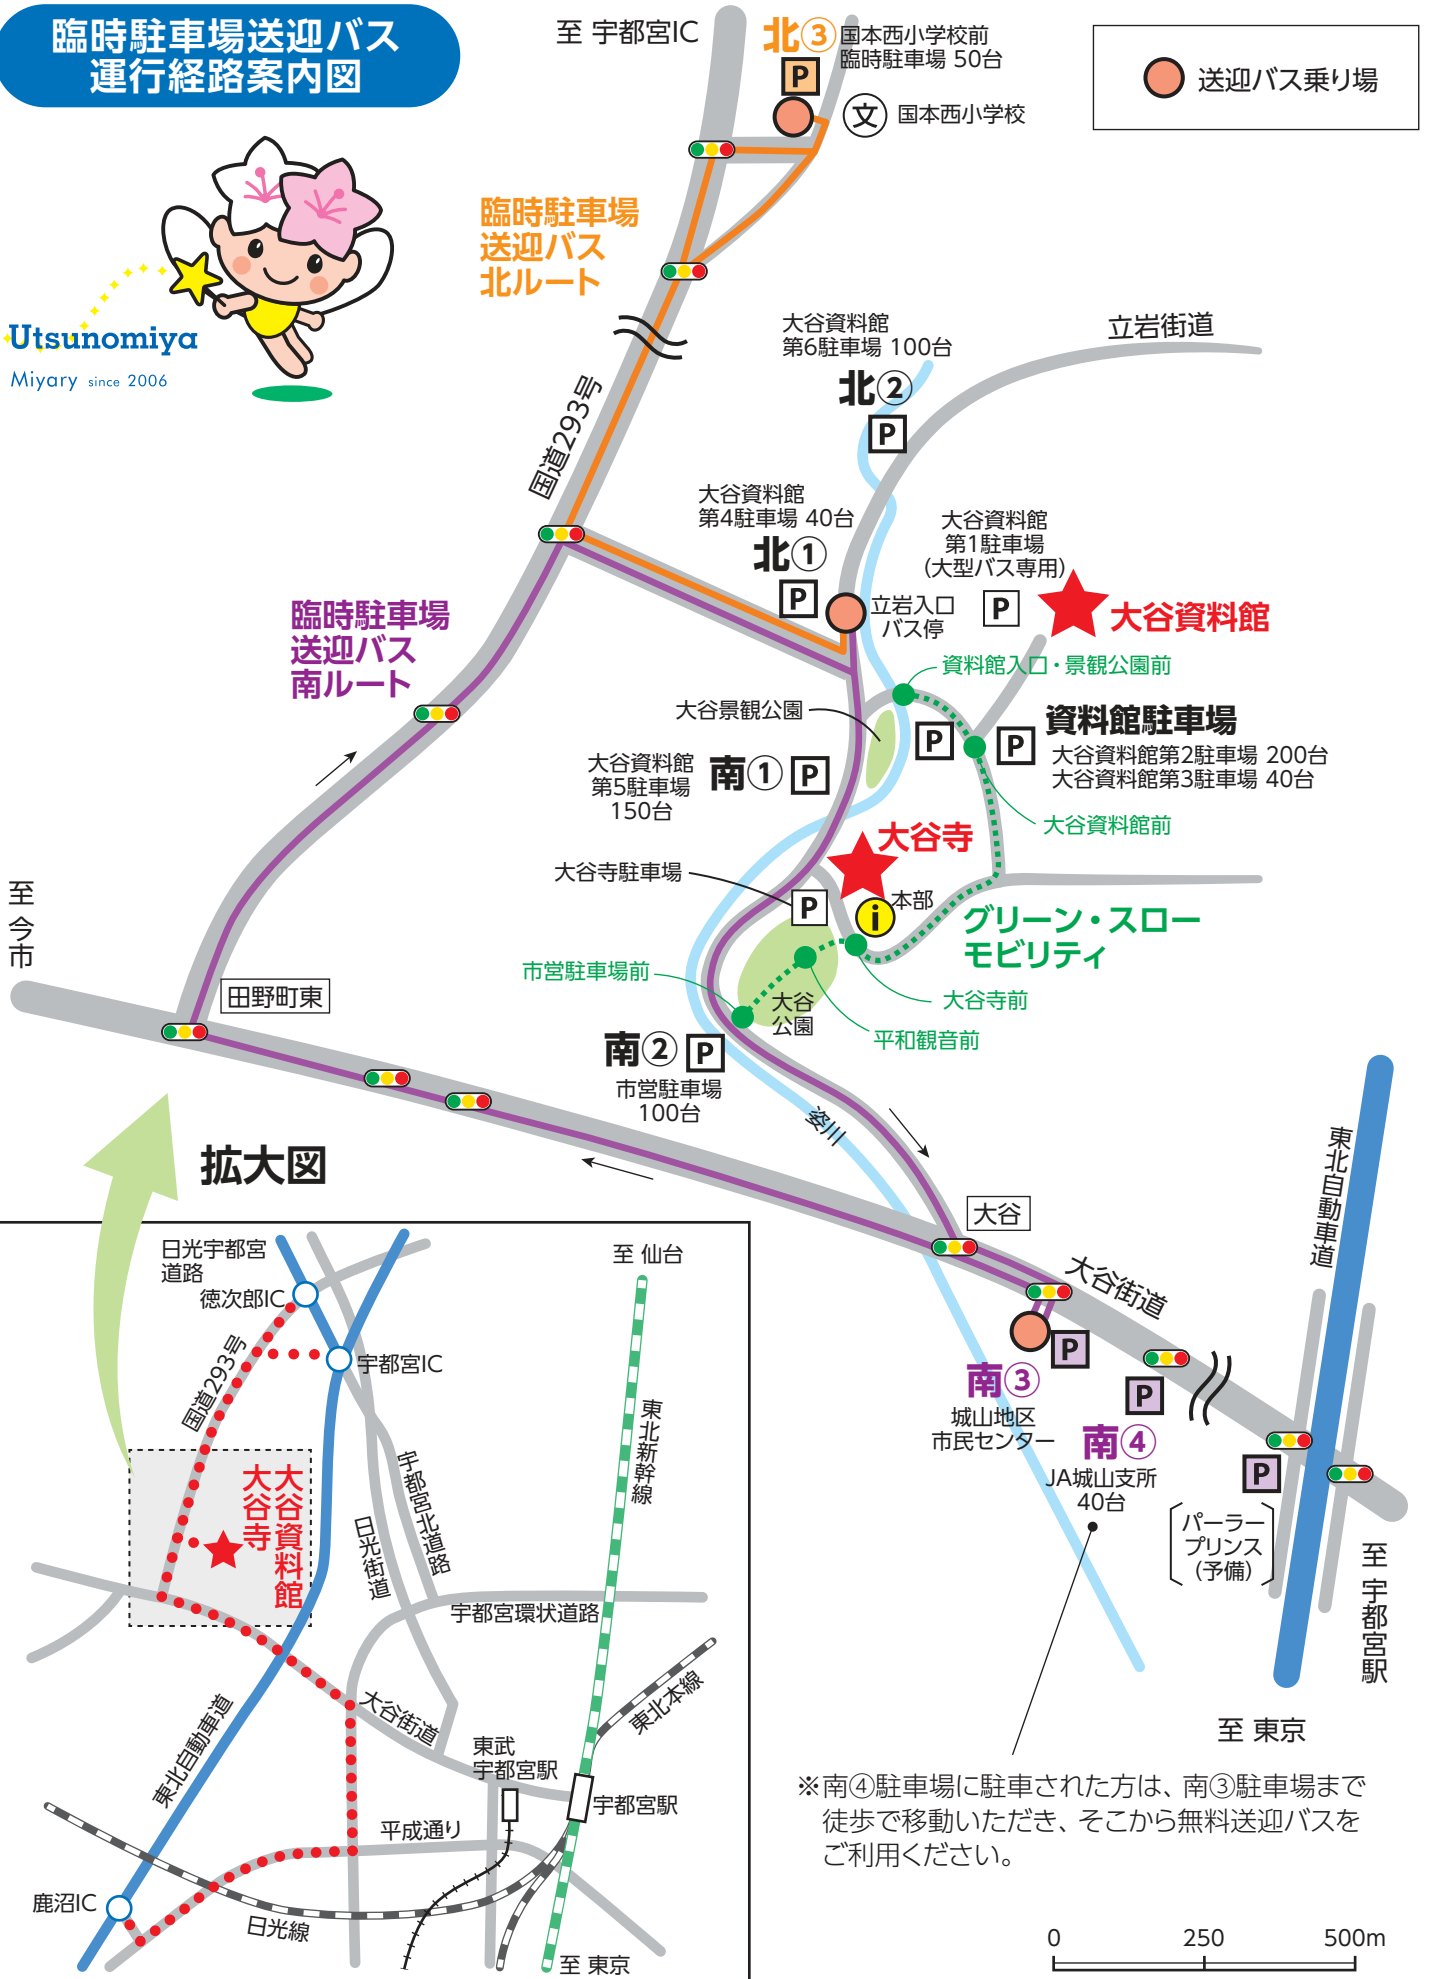 臨時駐車場送迎バス
運行経路案内図
至 宇都宮IC
北③
国本西小学校前
臨時駐車場 50台
P
文
国本西小学校
送迎バス乗り場
臨時駐車場
送迎バス
北ルート
Utsunomiya
Miyary since 2006
国道293号
大谷資料館
第6駐車場 100台
北②
P
立岩街道
大谷資料館
第4駐車場 40台
北①
P
立岩入口
バス停
大谷資料館
第1駐車場
(大型バス専用)
P
大谷資料館
臨時駐車場
送迎バス
南ルート
資料館入口・景観公園前
大谷景観公園
P
P
資料館駐車場
大谷資料館第2駐車場 200台
大谷資料館第3駐車場 40台
大谷資料館
第5駐車場
150台
南①
P
大谷資料館前
大谷寺
大谷寺駐車場
P
本部
i
グリーン・スロー
モビリティ
至 今市
田野町東
市営駐車場前
大谷
公園
大谷寺前
平和観音前
南②
P
市営駐車場
100台
姿川
拡大図
大谷
大谷街道
東北自動車道
P
南③
城山地区
市民センター
P
南④
JA城山支所
40台
P
パーラー
プリンス
(予備)
至 宇都宮駅
至 東京
※南④駐車場に駐車された方は、南③駐車場まで
徒歩で移動いただき、そこから無料送迎バスを
ご利用ください。
0 250 500m
日光宇都宮
道路
徳次郎IC
宇都宮IC
至 仙台
国道293号
東北新幹線
宇都宮北道路
日光街道
大谷資料館
大谷寺
宇都宮環状道路
大谷街道
東北本線
東北自動車道
東武
宇都宮駅
宇都宮駅
平成通り
鹿沼IC
日光線
至 東京